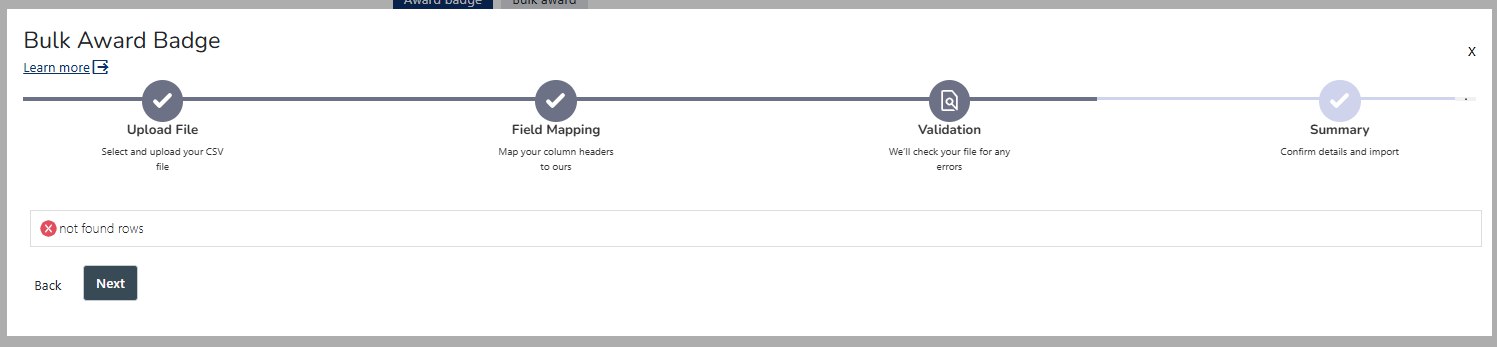 Award badge Bulk award
Bulk Award Badge
Learn more
X
Upload File
Select and upload your CSV
file
Field Mapping
Map your column headers
to ours
Validation
We'll check your file for any
errors
Summary
Confirm details and import
not found rows
Back Next